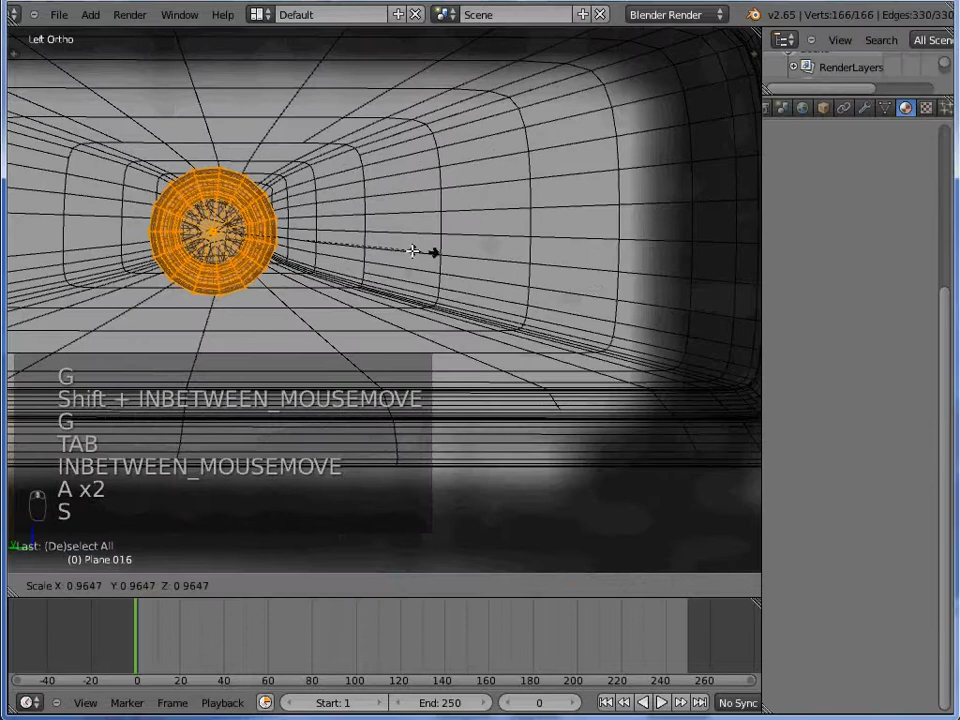 File Add Render Window Help Default Scene Blender Render v2.65 | Verts:166/166 | Edges:330/330
Left Ortho
View Search All Scen
RenderLayers
G
Shift + INBETWEEN_MOUSEMOVE
G
TAB
INBETWEEN_MOUSEMOVE
A x2
S
Last: (De)select All
(0) Plane.016
Scale X: 0.9647 Y: 0.9647 Z: 0.9647
-40 -20 0 20 40 60 80 100 120 140 160 180 200 220 240 260
View Marker Frame Playback Start: 1 End: 250 0 No Sync